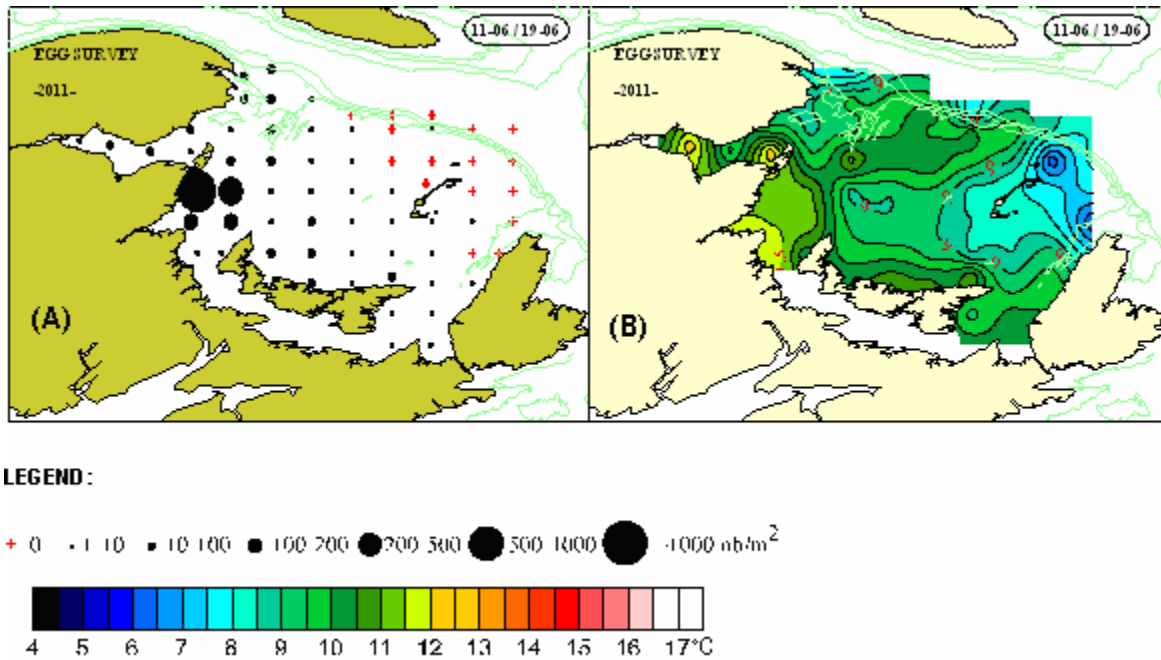 11-06 / 19-06
EGG SURVEY
-2011-
(A)
11-06 / 19-06
EGG SURVEY
-2011-
(B)
LEGEND:
+ 0 1-10 10-100 100-200 200-500 500-1000 >1000 nb/m²
4 5 6 7 8 9 10 11 12 13 14 15 16 17°C